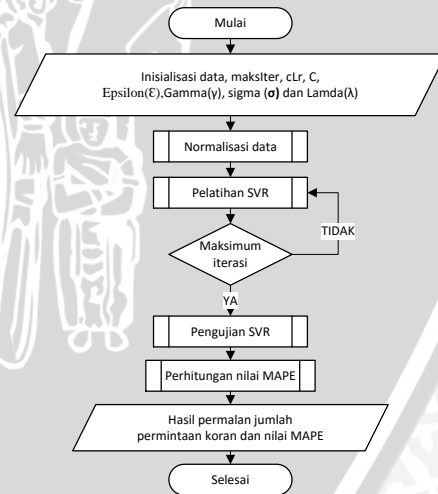 Mulai
Inisialisasi data, maksIter, cLr, C,
Epsilon(Ɛ),Gamma(γ), sigma (σ) dan Lamda(λ)
Normalisasi data
Pelatihan SVR
Maksimum
iterasi
TIDAK
YA
Pengujian SVR
Perhitungan nilai MAPE
Hasil permalan jumlah
permintaan koran dan nilai MAPE
Selesai